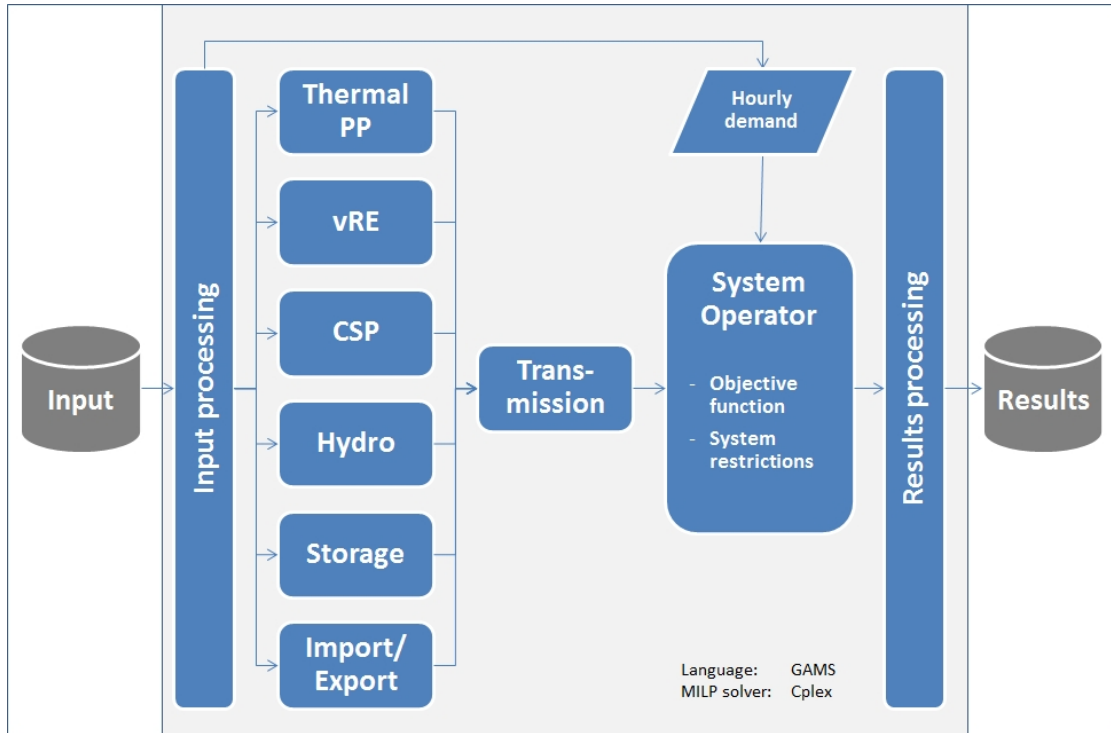 Input
Input processing
Thermal
PP
vRE
CSP
Hydro
Storage
Import/
Export
Trans-
mission
Hourly
demand
System
Operator
- Objective
function
- System
restrictions
Language: GAMS
MILP solver: Cplex
Results processing
Results